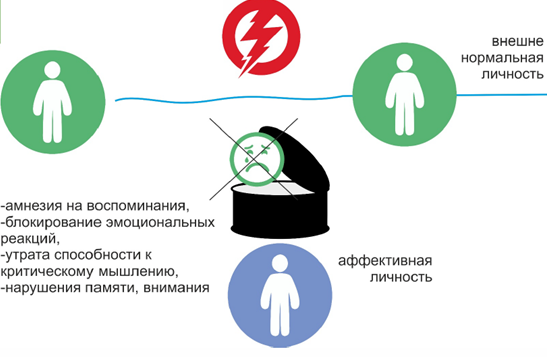 внешне
нормальная
личность
-амнезия на воспоминания,
-блокирование эмоциональных
реакций,
-утрата способности к
критическому мышлению,
-нарушения памяти, внимания
аффективная
личность